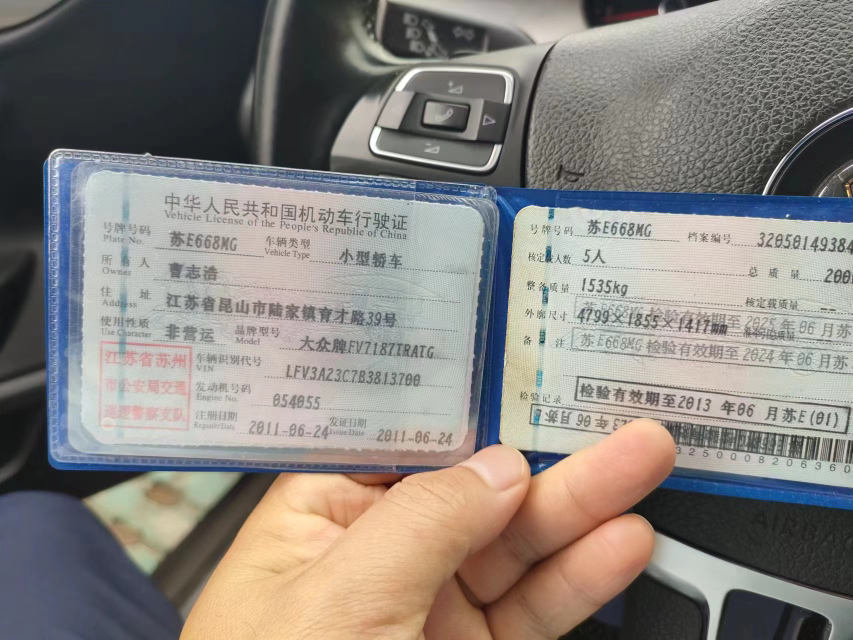 中华人民共和国机动车行驶证
Vehicle License of the People's Republic of China
号牌号码 苏E668MG 车辆类型 小型轿车
Plate No. Vehicle Type
所有人 曹志浩
Owner
住址 江苏省昆山市陆家镇育才路39号
Address
使用性质 非营运 品牌型号 大众牌FV7187TRATG
Use Character Model
江苏省苏州
市公安局交通
巡逻警察支队
车辆识别代号 LFV3A23C7B3813700
VIN
发动机号码 054055
Engine No.
注册日期 2011-06-24 发证日期 2011-06-24
Register Date Issue Date
号牌号码 苏E668MG 档案编号 32050149384
核定载人数 5人 总质量 200
整备质量 1535kg 核定载质量 --
外廓尺寸 4799×1855×1417mm
苏E668MG 检验有效期至 2025年 06月苏
备注 苏E668MG 检验有效期至 2024年 06月苏
检验记录 检验有效期至2013年06月苏E(01)
3250008206360
AIRBA